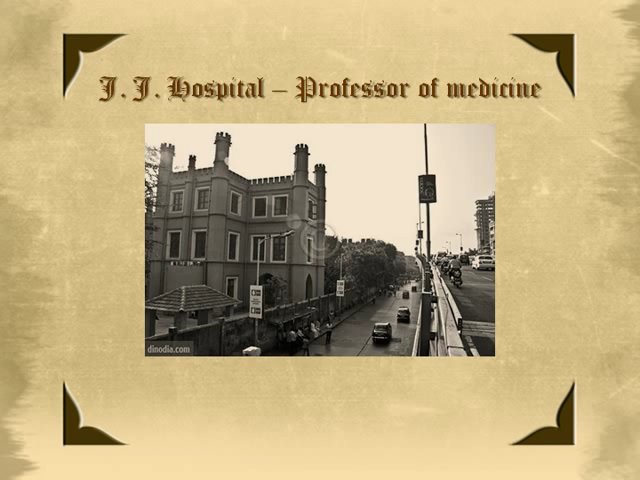 J. J. Hospital – Professor of medicine
dinodia.com